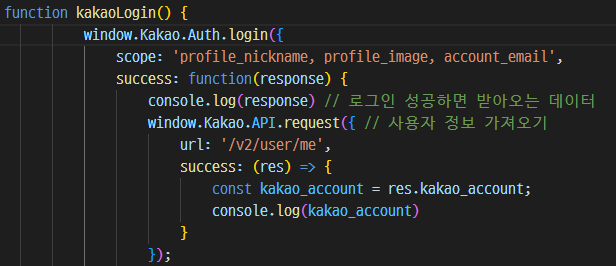 function kakaoLogin() {
window.Kakao.Auth.login({
scope: 'profile_nickname, profile_image, account_email',
success: function(response) {
console.log(response) // 로그인 성공하면 받아오는 데이터
window.Kakao.API.request({ // 사용자 정보 가져오기
url: '/v2/user/me',
success: (res) => {
const kakao_account = res.kakao_account;
console.log(kakao_account)
}
});